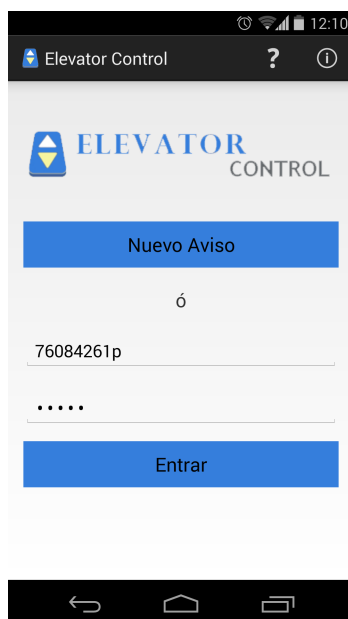 12:10
Elevator Control ?
ELEVATOR
CONTROL
Nuevo Aviso
ó
76084261p
•••••
Entrar